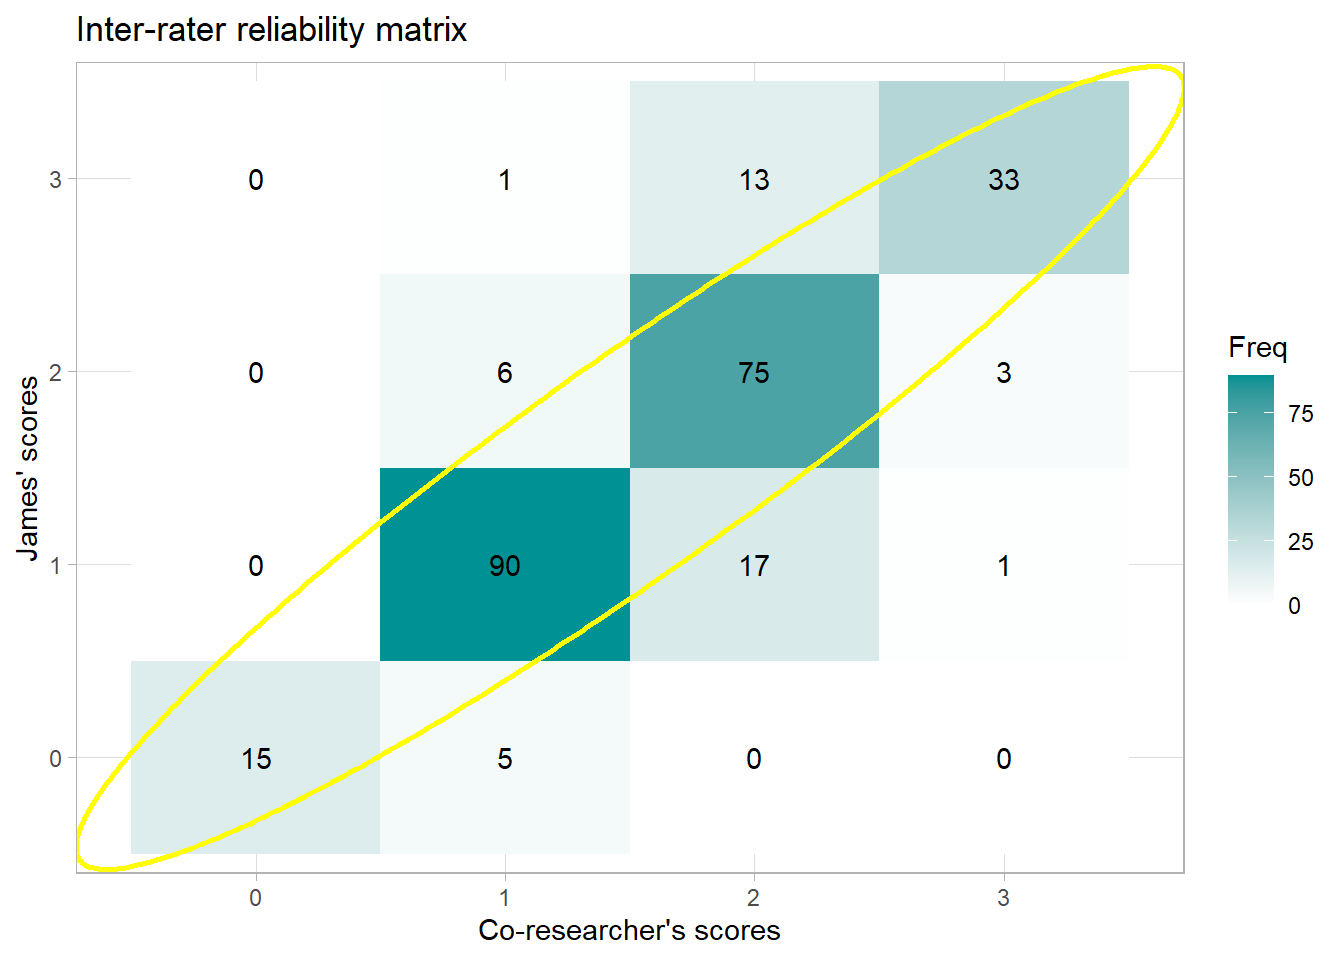 Inter-rater reliability matrix
James' scores
3
0 1 13 33
2
0 6 75 3
1
0 90 17 1
0
15 5 0 0
0 1 2 3
Co-researcher's scores
Freq
75
50
25
0